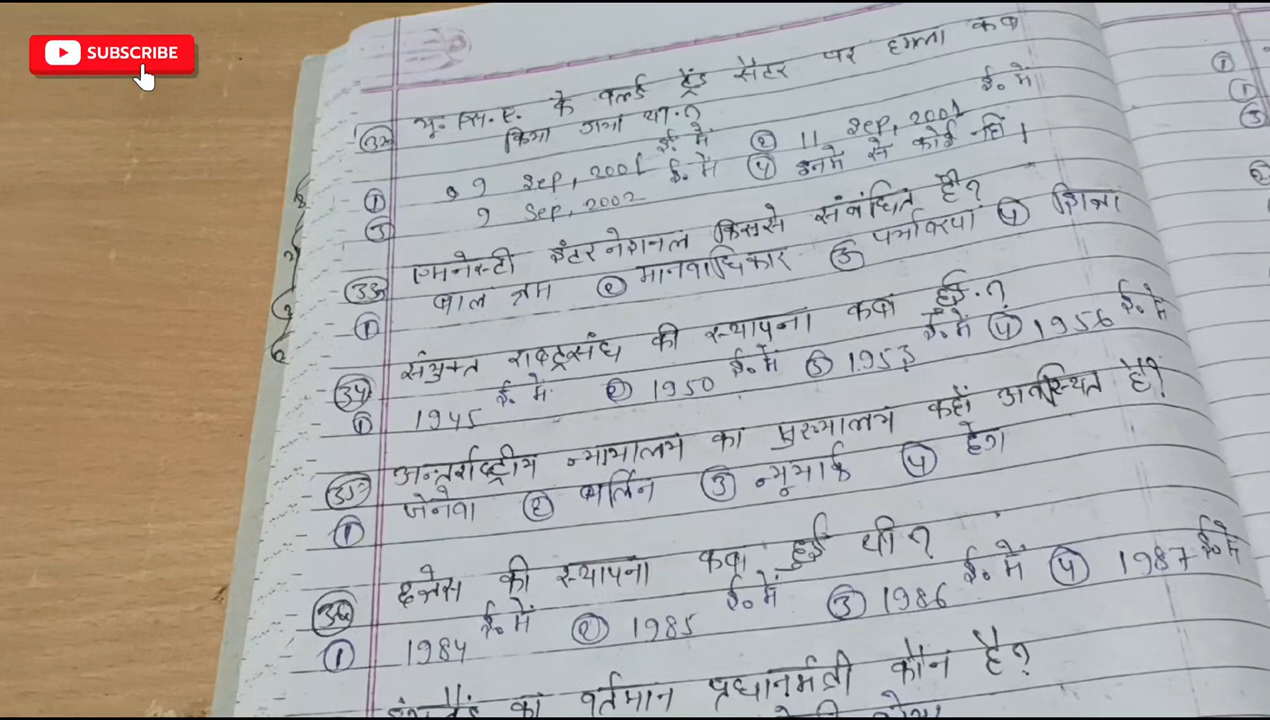 SUBSCRIBE
(32) यू. एस. ए. के वर्ल्ड ट्रेड सेंटर पर हमला कब
किया गया था.?
① 9 Sep, 2001 ई. में ② 11 Sep, 2001 ई. में
③ 9 Sep, 2002 ई. में ④ इनमे से कोई नहीं।
(33) एमनेस्टी इंटरनेशनल किससे संबंधित है?
① बाल श्रम ② मानवाधिकार ③ पर्यावरण ④ शिक्षा
(34) संयुक्त राष्ट्रसंघ की स्थापना कब हुई.?
① 1945 ई. में ② 1950 ई. में ③ 1953 ई. में ④ 1956 ई. में
(35) अन्तर्राष्ट्रीय न्यायालय का मुख्यालय कहाँ अवस्थित है?
① जेनेवा ② बर्लिन ③ न्यूयार्क ④ हेग
(36) की स्थापना कब हुई थी?
① 1984 ई. में ② 1985 ई. में ③ 1986 ई. में ④ 1987 ई. में
इंग्लैंड का वर्तमान प्रधानमंत्री कौन है?